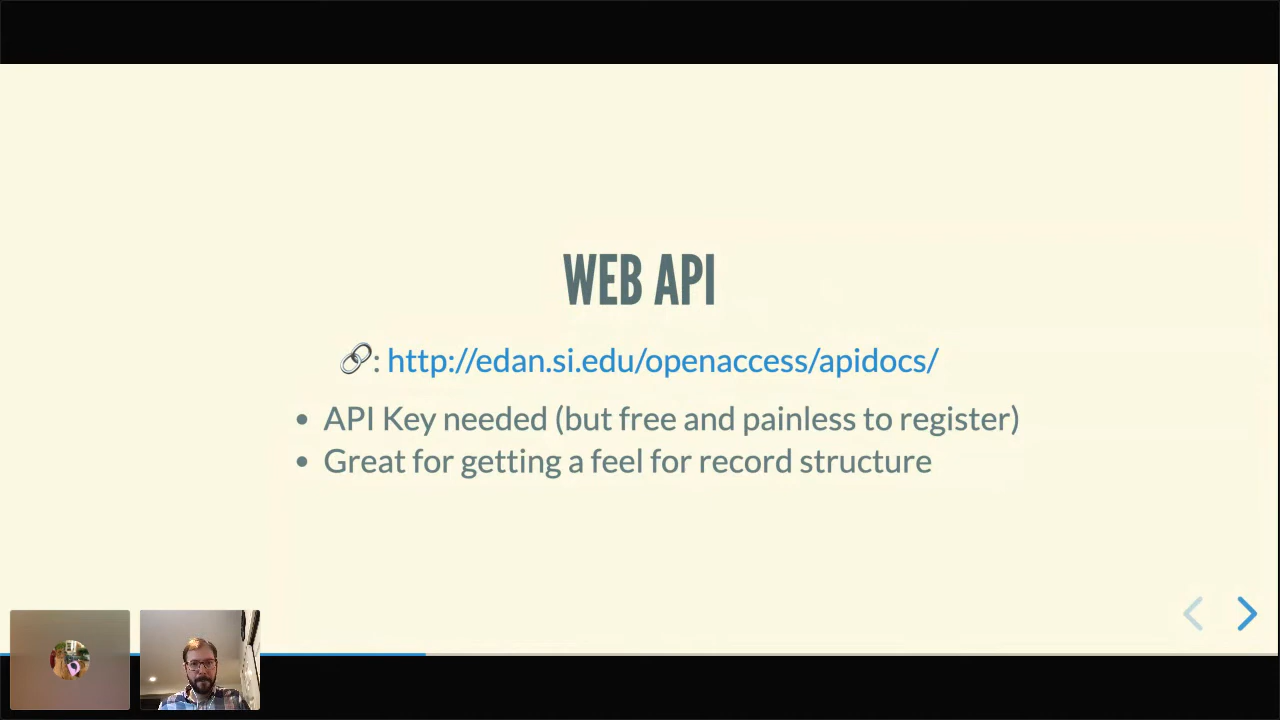 WEB API
🔗: http://edan.si.edu/openaccess/apidocs/
• API Key needed (but free and painless to register)
• Great for getting a feel for record structure